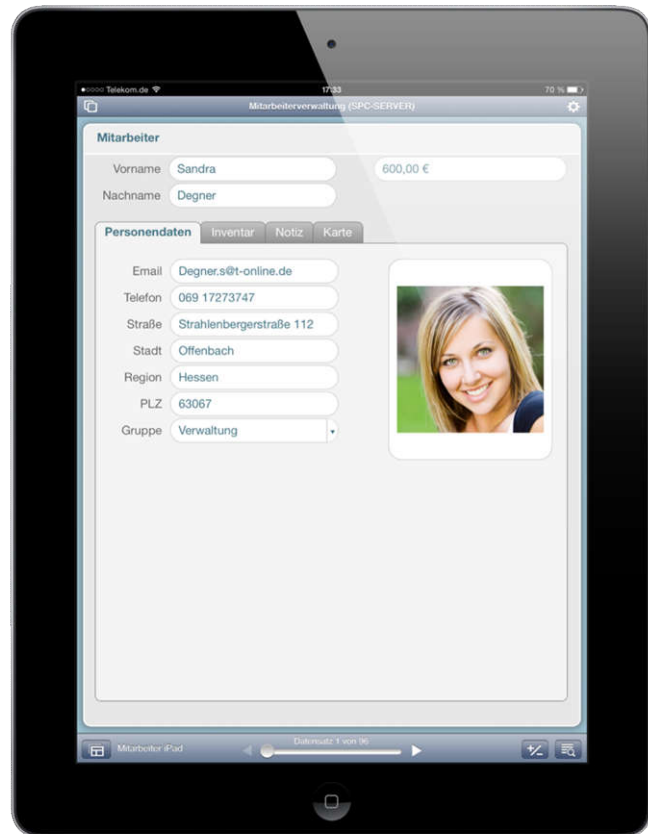 Telekom.de 17:33 70 %
Mitarbeiterverwaltung (SPC-SERVER)
Mitarbeiter
Vorname Sandra 600,00 €
Nachname Degner
Personendaten Inventar Notiz Karte
Email Degner.s@t-online.de
Telefon 069 17273747
Straße Strahlenbergerstraße 112
Stadt Offenbach
Region Hessen
PLZ 63067
Gruppe Verwaltung
Datensatz 1 von 96
Mitarbeiter iPad